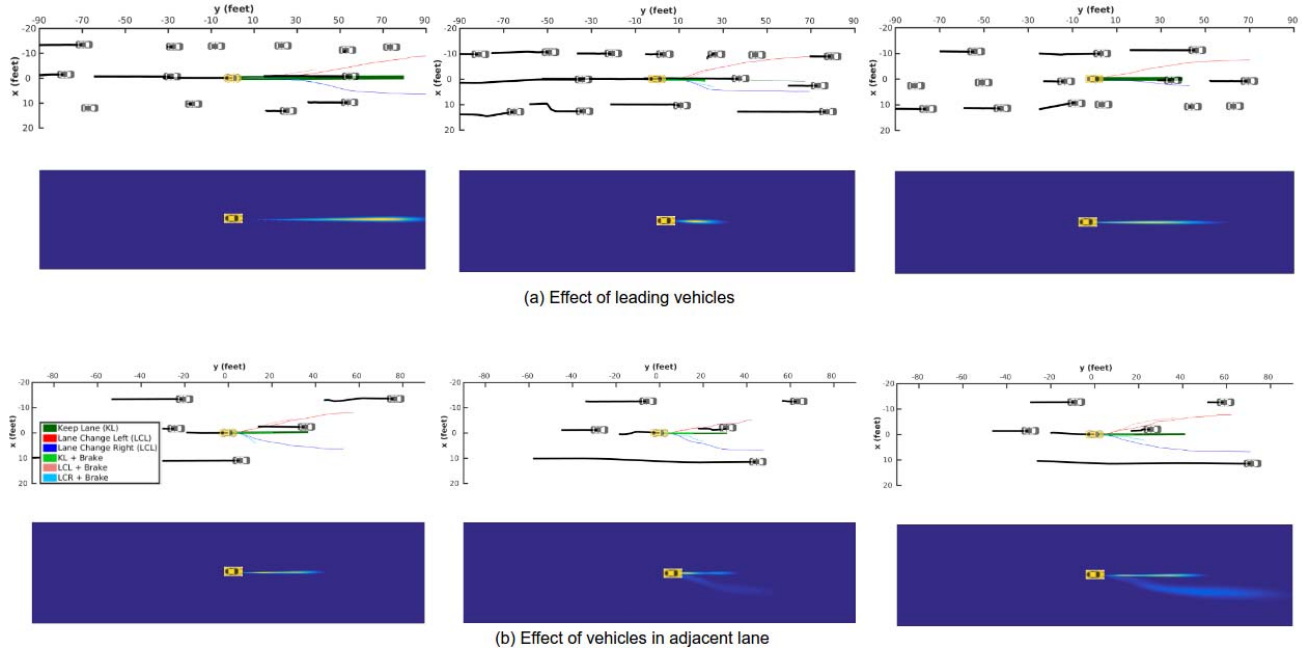 y (feet) y (feet) y (feet)
-90 -70 -50 -30 -10 10 30 50 70 90 -90 -70 -50 -30 -10 10 30 50 70 90 -90 -70 -50 -30 -10 10 30 50 70 90
-20 -20 -20
-10 -10 -10
x (feet) 0 x (feet) 0 x (feet) 0
10 10 10
20 20 20
(a) Effect of leading vehicles
y (feet) y (feet) y (feet)
-80 -60 -40 -20 0 20 40 60 80 -80 -60 -40 -20 0 20 40 60 80 -80 -60 -40 -20 0 20 40 60 80
-20 -20 -20
-10 -10 -10
x (feet) 0 x (feet) 0 x (feet) 0
10 10 10
20 20 20
Keep Lane (KL)
Lane Change Left (LCL)
Lane Change Right (LCL)
KL + Brake
LCL + Brake
LCR + Brake
(b) Effect of vehicles in adjacent lane